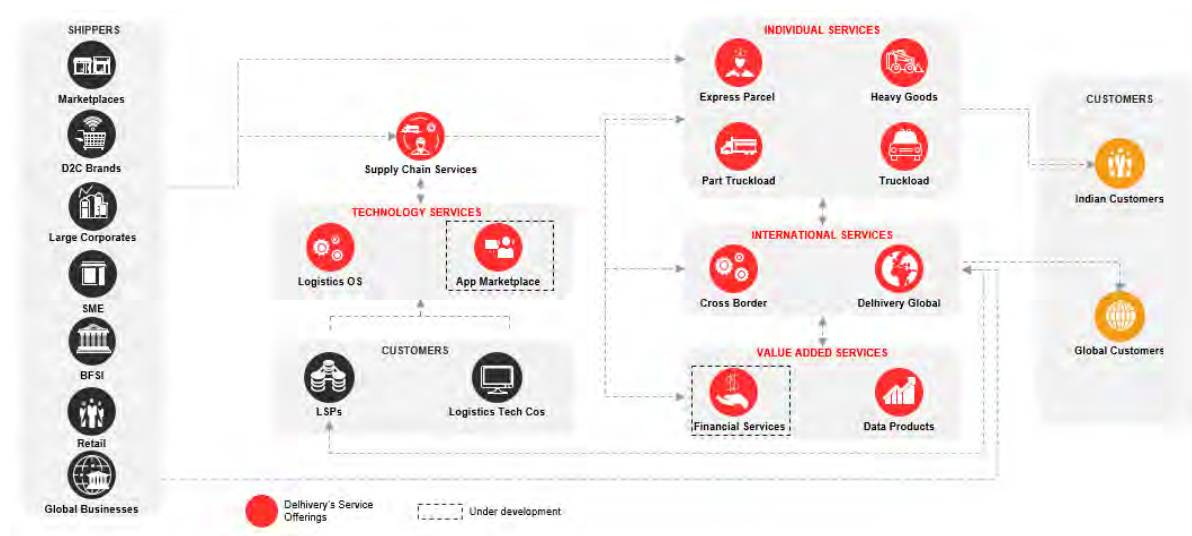 SHIPPERS
Marketplaces
D2C Brands
Large Corporates
SME
BFSI
Retail
Global Businesses
Supply Chain Services
TECHNOLOGY SERVICES
Logistics OS
App Marketplace
CUSTOMERS
LSPs
Logistics Tech Cos
INDIVIDUAL SERVICES
Express Parcel
Heavy Goods
Part Truckload
Truckload
INTERNATIONAL SERVICES
Cross Border
Delhivery Global
VALUE ADDED SERVICES
Financial Services
Data Products
CUSTOMERS
Indian Customers
Global Customers
Delhivery's Service
Offerings
Under development